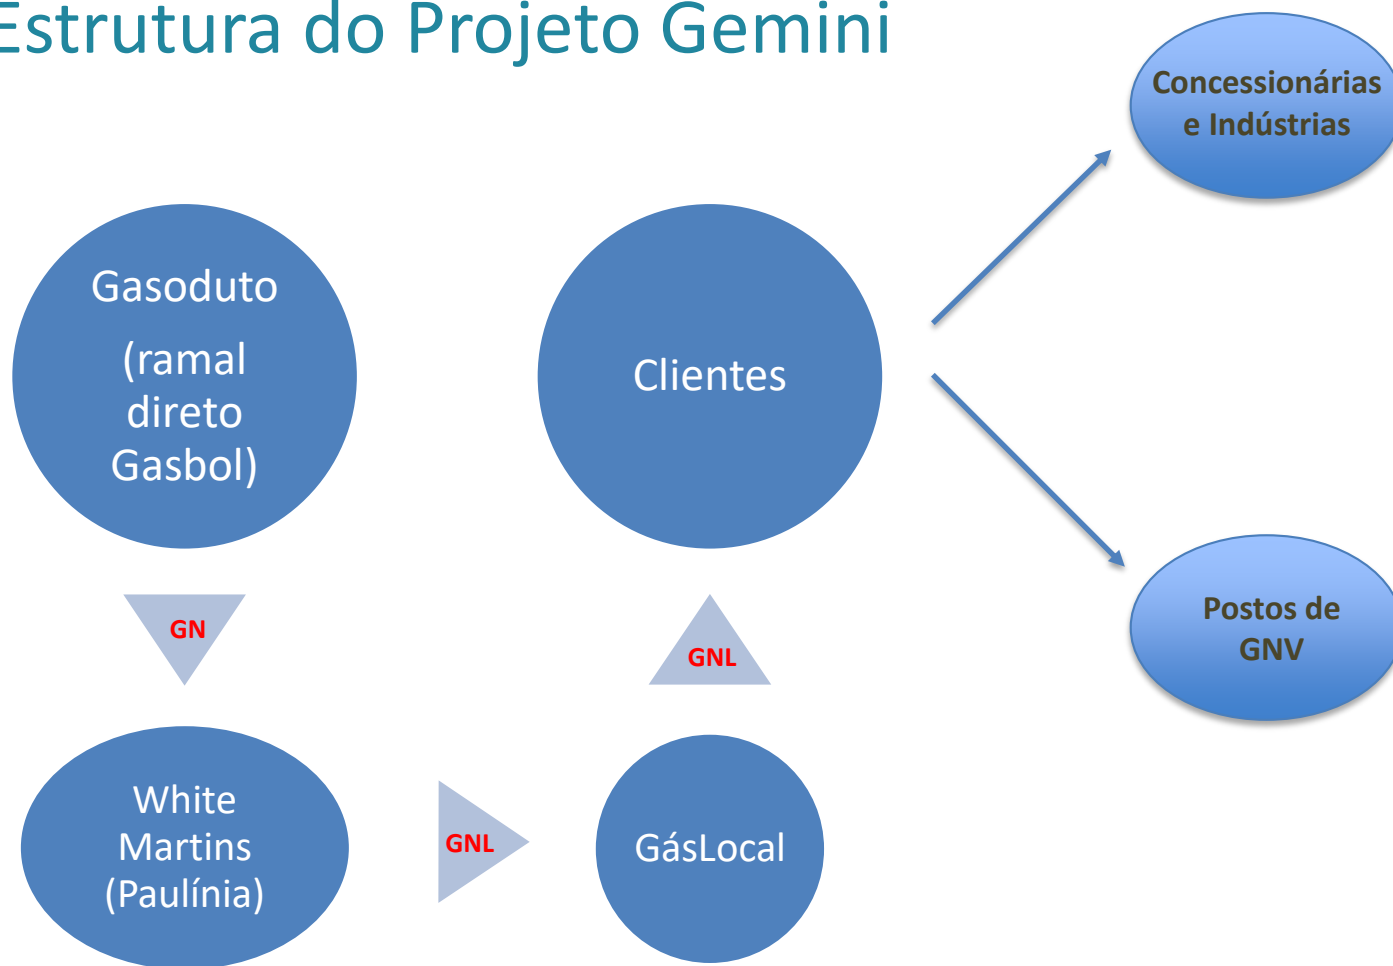 Estrutura do Projeto Gemini
Concessionárias
e Indústrias
Gasoduto
(ramal
direto
Gasbol)
Clientes
GN
GNL
Postos de
GNV
White
Martins
(Paulínia)
GNL
GásLocal